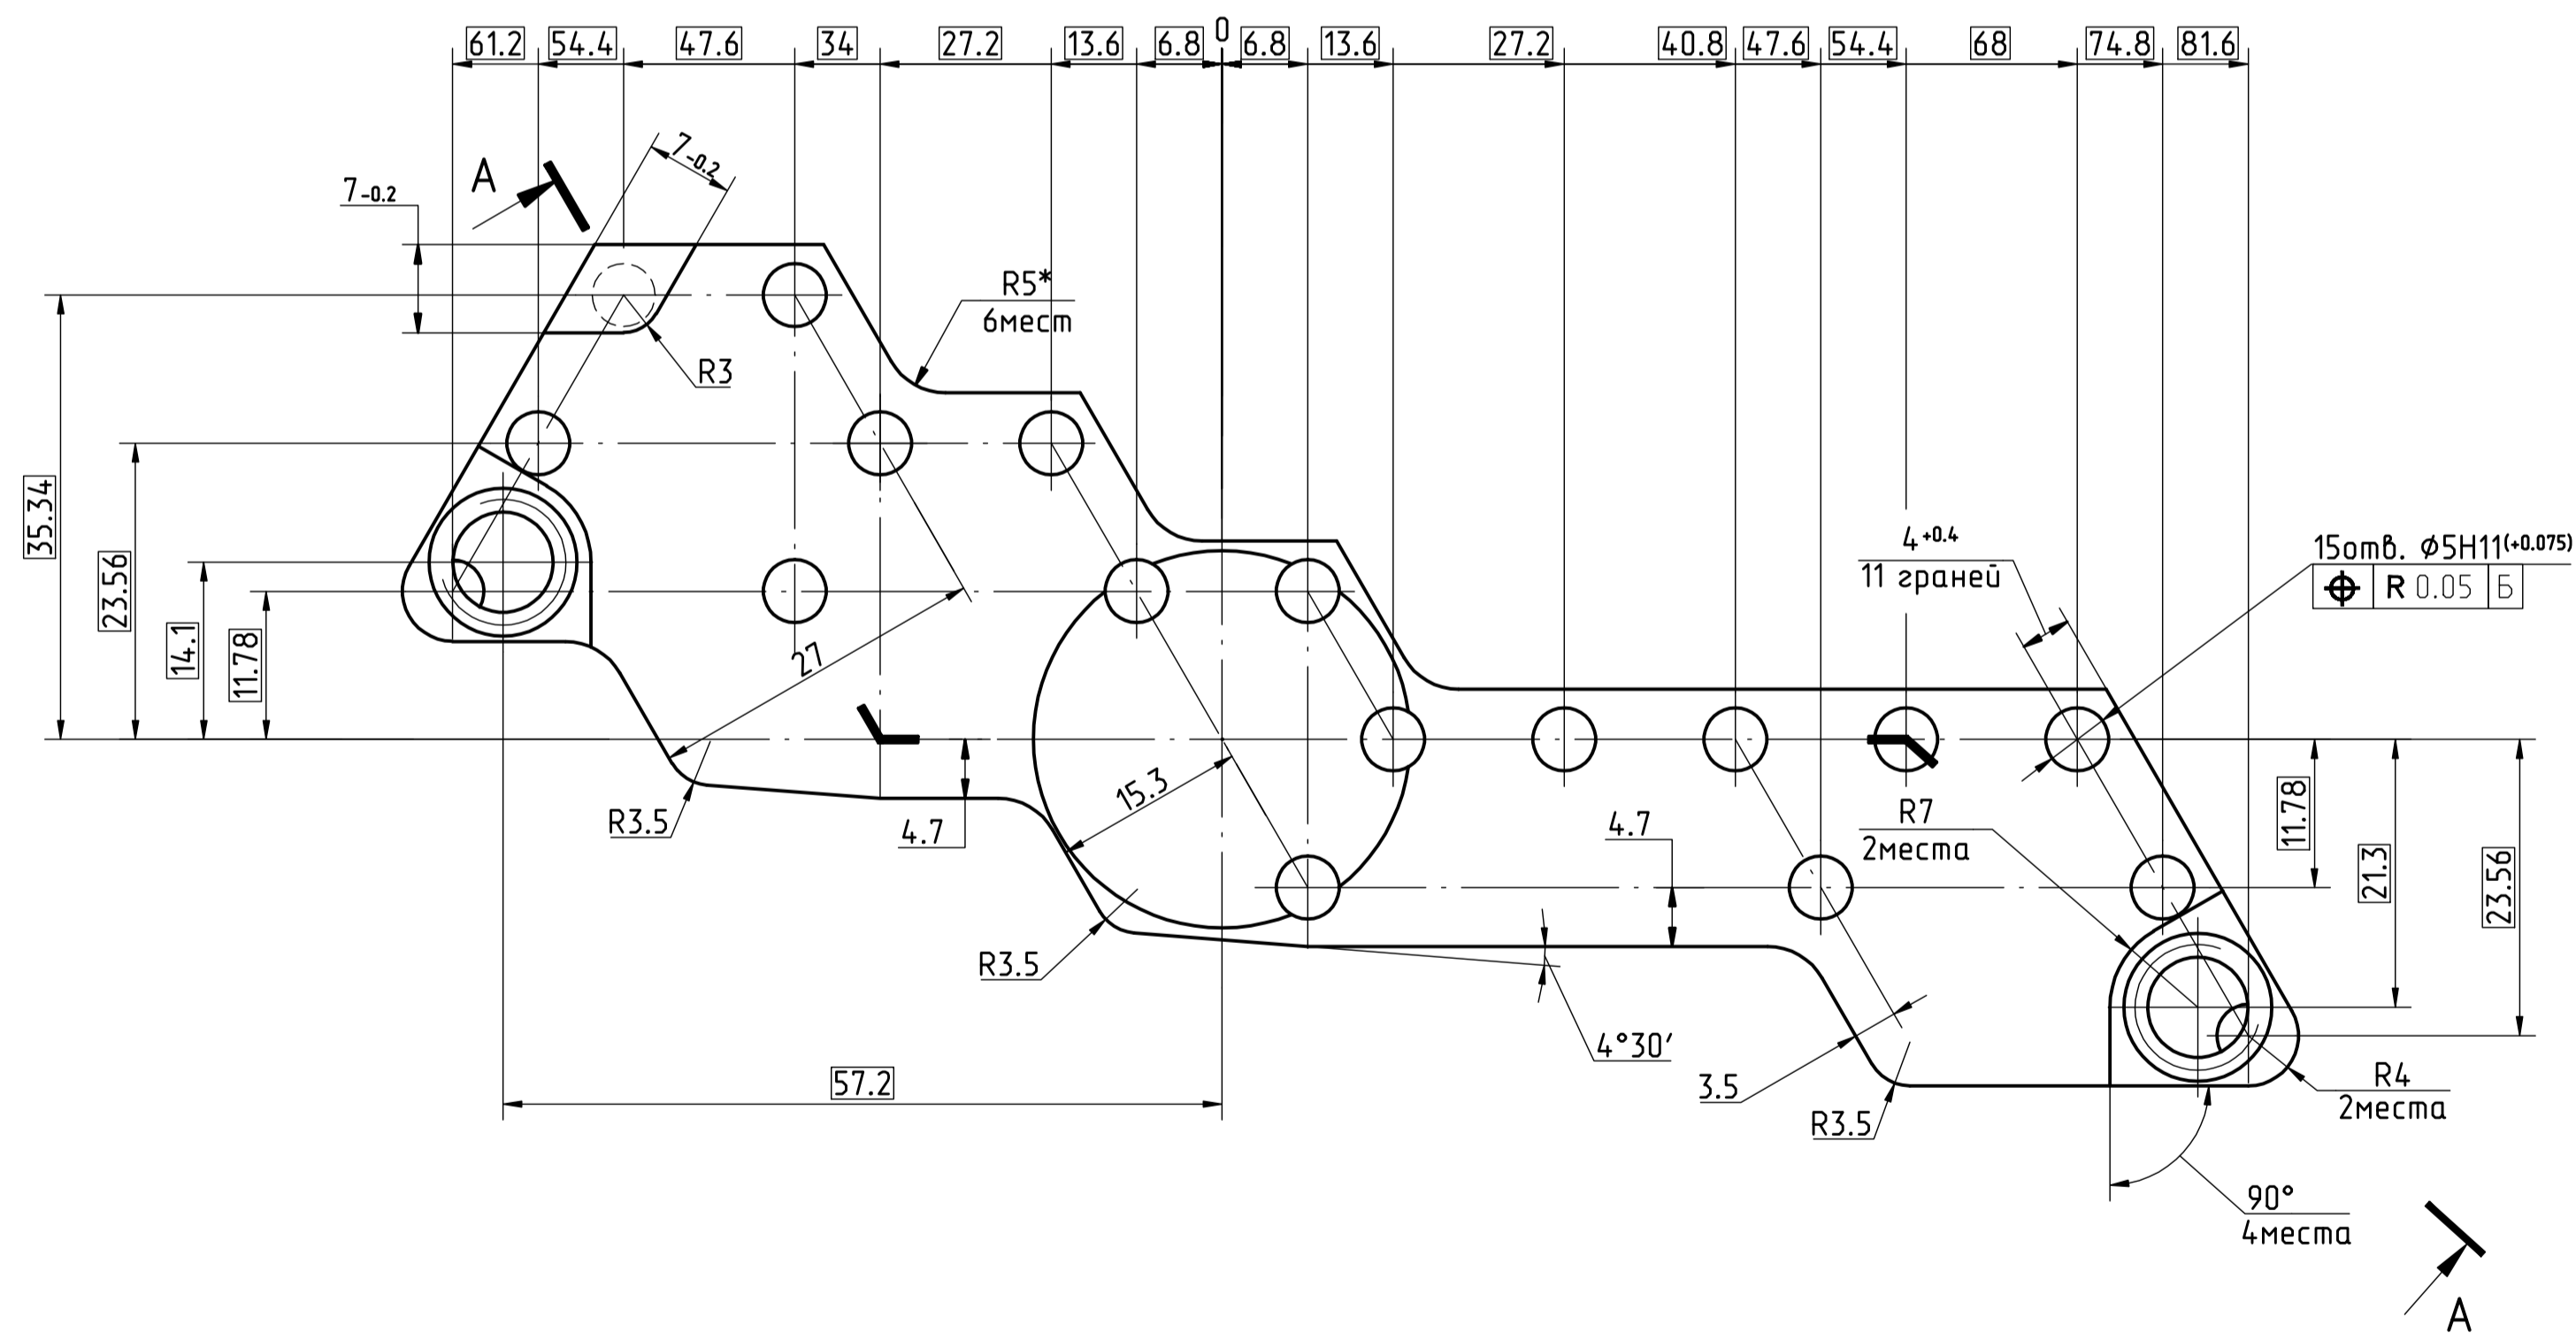 61.2 54.4 47.6 34 27.2 13.6 6.8 0 6.8 13.6 27.2 40.8 47.6 54.4 68 74.8 81.6
А
7-0.2
7-0.2
R5*
6мест
R3
35.34
23.56
14.1
11.78
27
4+0.4
11 граней
15отв. ⌀5H11(+0.075)
⌖ R 0.05 Б
15.3
R3.5
4.7
4.7
R7
2места
11.78
21.3
23.56
R3.5
4°30′
57.2
3.5
R3.5
R4
2места
90°
4места
А